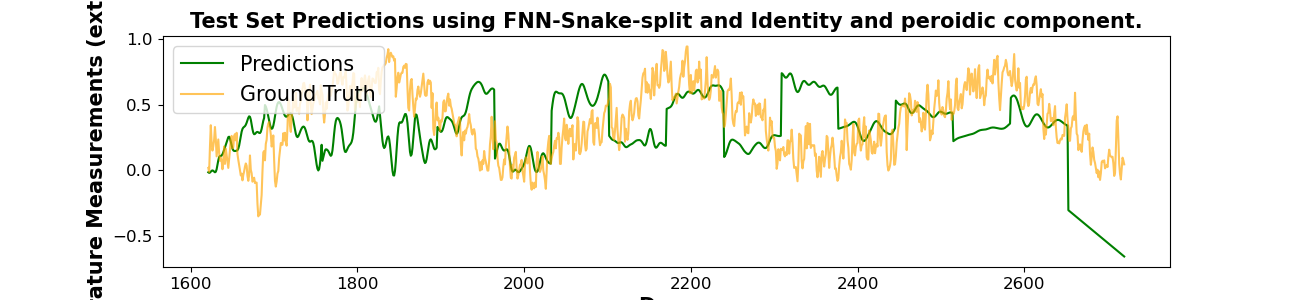 Test Set Predictions using FNN-Snake-split and Identity and peroidic component.
Predictions
Ground Truth
1.0
0.5
0.0
−0.5
1600 1800 2000 2200 2400 2600
Measurements